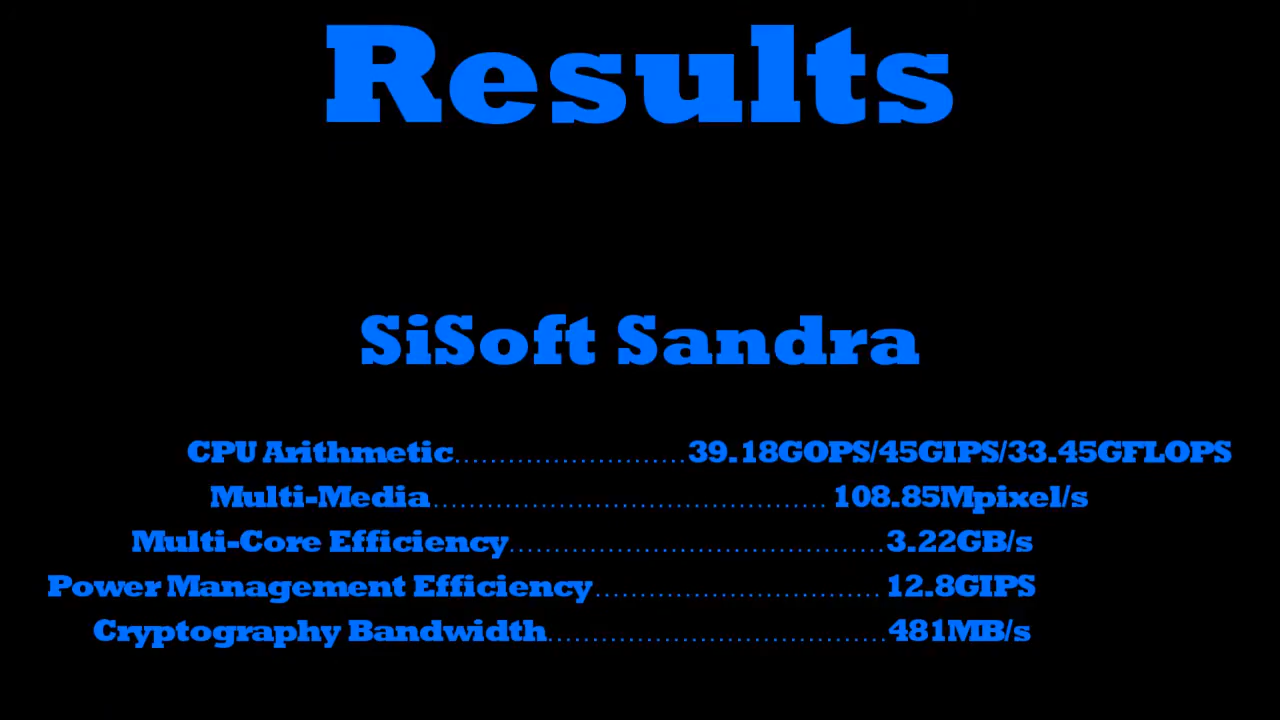 Results
SiSoft Sandra
CPU Arithmetic..........................39.18GOPS/45GIPS/33.45GFLOPS
Multi-Media............................................ 108.85Mpixel/s
Multi-Core Efficiency..........................................3.22GB/s
Power Management Efficiency................................ 12.8GIPS
Cryptography Bandwidth......................................481MB/s